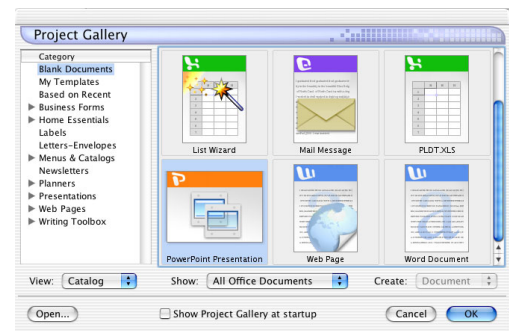 Project Gallery
Category
Blank Documents
My Templates
Based on Recent
Business Forms
Home Essentials
Labels
Letters-Envelopes
Menus & Catalogs
Newsletters
Planners
Presentations
Web Pages
Writing Toolbox
List Wizard
Mail Message
PLDT.XLS
PowerPoint Presentation
Web Page
Word Document
View: Catalog
Show: All Office Documents
Create: Document
Open...
Show Project Gallery at startup
Cancel
OK